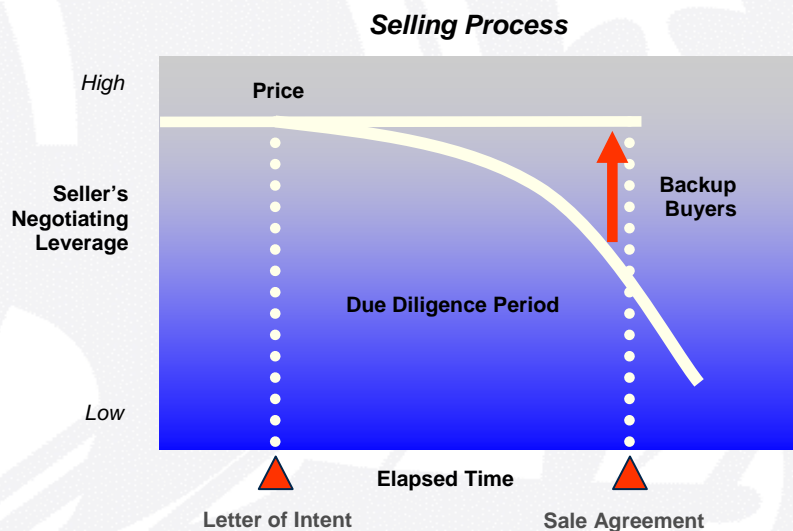 Selling Process
High
Price
Seller's
Negotiating
Leverage
Backup
Buyers
Due Diligence Period
Low
Elapsed Time
Letter of Intent
Sale Agreement